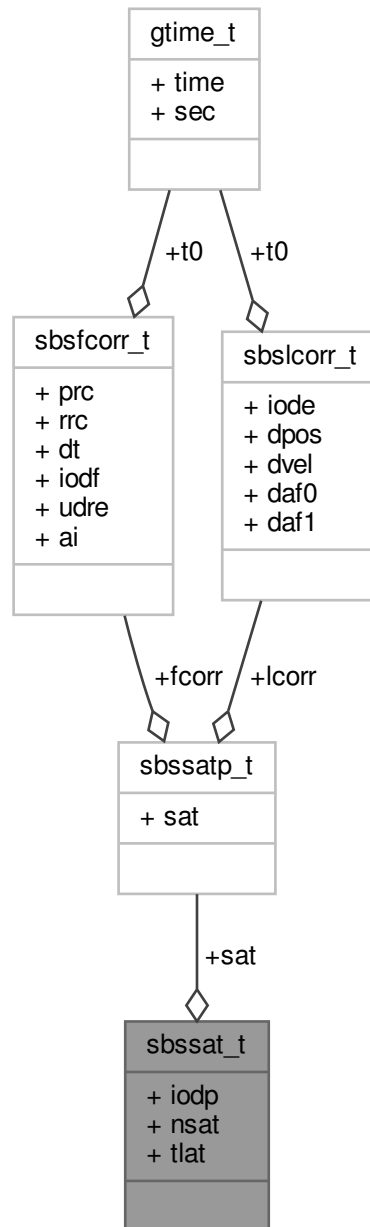 gtime_t
+ time
+ sec
+t0
+t0
sbsfcorr_t
+ prc
+ rrc
+ dt
+ iodf
+ udre
+ ai
sbslcorr_t
+ iode
+ dpos
+ dvel
+ daf0
+ daf1
+fcorr
+lcorr
sbssatp_t
+ sat
+sat
sbssat_t
+ iodp
+ nsat
+ tlat